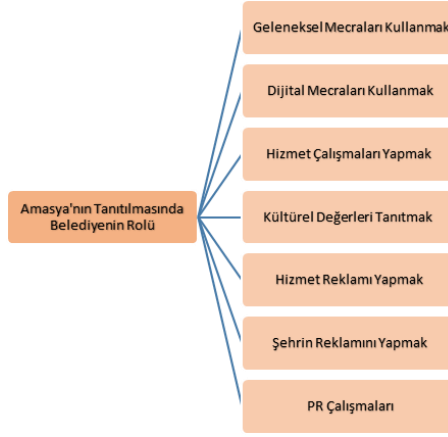 Geleneksel Mecraları Kullanmak
Dijital Mecraları Kullanmak
Hizmet Çalışmaları Yapmak
Amasya'nın Tanıtılmasında
Belediyenin Rolü
Kültürel Değerleri Tanıtmak
Hizmet Reklamı Yapmak
Şehrin Reklamını Yapmak
PR Çalışmaları